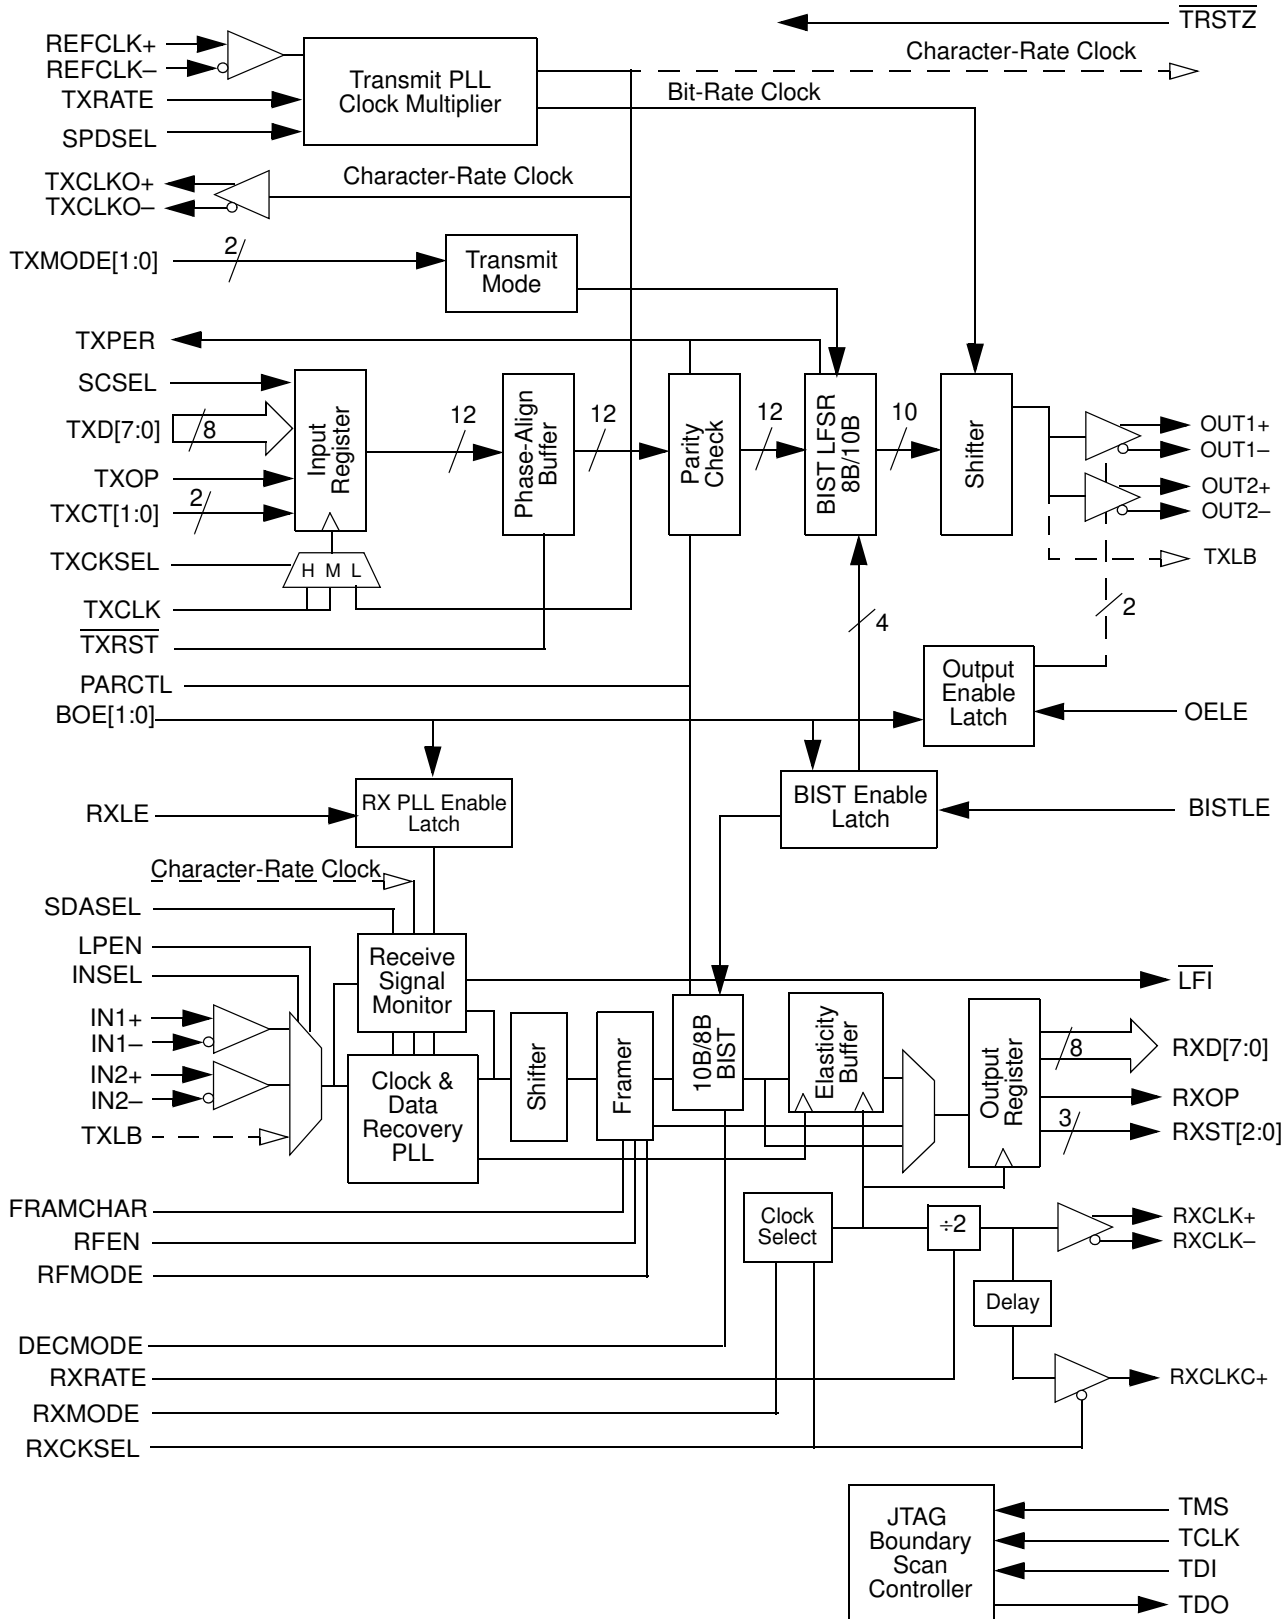 TRSTZ
REFCLK+
REFCLK–
TXRATE
SPDSEL
Transmit PLL
Clock Multiplier
Character-Rate Clock
Bit-Rate Clock
TXCLKO+
TXCLKO–
Character-Rate Clock
TXMODE[1:0]
2
Transmit
Mode
TXPER
SCSEL
TXD[7:0]
8
TXOP
TXCT[1:0]
2
Input
Register
12
Phase-Align
Buffer
12
Parity
Check
12
BIST LFSR
8B/10B
10
Shifter
OUT1+
OUT1–
OUT2+
OUT2–
TXLB
TXCKSEL
H M L
TXCLK
TXRST
4
2
PARCTL
BOE[1:0]
Output
Enable
Latch
OELE
RXLE
RX PLL Enable
Latch
BIST Enable
Latch
BISTLE
Character-Rate Clock
SDASEL
LPEN
INSEL
Receive
Signal
Monitor
LFI
IN1+
IN1–
IN2+
IN2–
TXLB
Clock &
Data
Recovery
PLL
Shifter
Framer
10B/8B
BIST
Elasticity
Buffer
Output
Register
8
RXD[7:0]
RXOP
3
RXST[2:0]
FRAMCHAR
RFEN
RFMODE
Clock
Select
÷2
RXCLK+
RXCLK–
Delay
DECMODE
RXRATE
RXMODE
RXCKSEL
RXCLKC+
JTAG
Boundary
Scan
Controller
TMS
TCLK
TDI
TDO